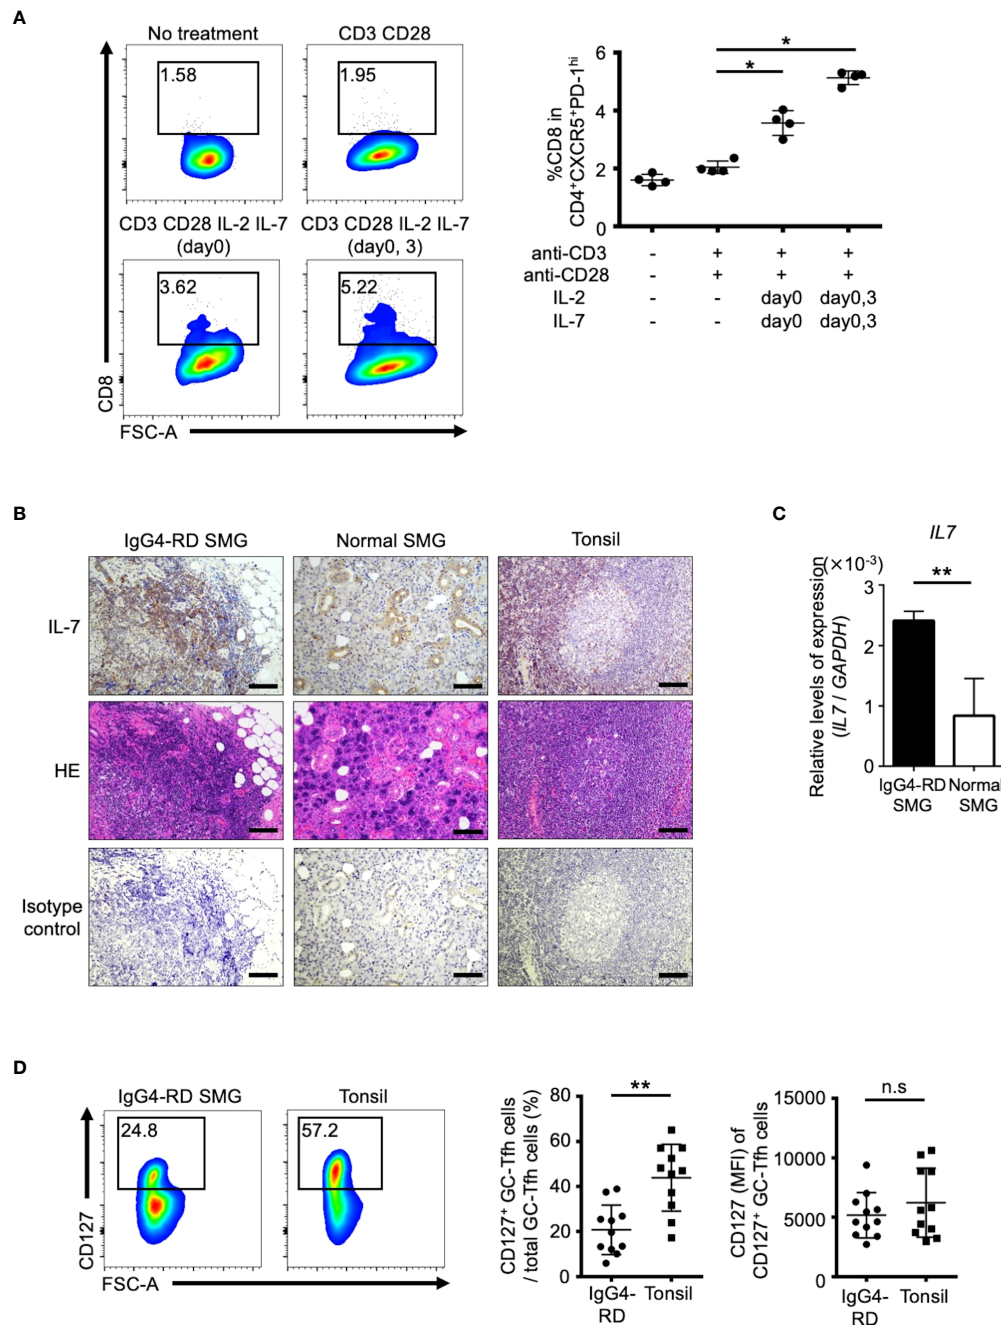 A
No treatment
CD3 CD28
1.58
1.95
CD3 CD28 IL-2 IL-7
(day0)
CD3 CD28 IL-2 IL-7
(day0, 3)
3.62
5.22
CD8
FSC-A
%CD8 in
CD4⁺CXCR5⁺PD-1ʰⁱ
6
4
2
0
*
*
anti-CD3 - + + +
anti-CD28 - + + +
IL-2 - - day0 day0,3
IL-7 - - day0 day0,3
B
IgG4-RD SMG
Normal SMG
Tonsil
IL-7
HE
Isotype
control
C
IL7
(×10⁻³)
**
Relative levels of expression
(IL7 / GAPDH)
3
2
1
0
IgG4-RD
SMG
Normal
SMG
D
IgG4-RD SMG
Tonsil
24.8
57.2
CD127
FSC-A
CD127⁺ GC-Tfh cells
/ total GC-Tfh cells (%)
80
60
40
20
0
**
IgG4-
RD
Tonsil
CD127 (MFI) of
CD127⁺ GC-Tfh cells
15000
10000
5000
0
n.s
IgG4-
RD
Tonsil